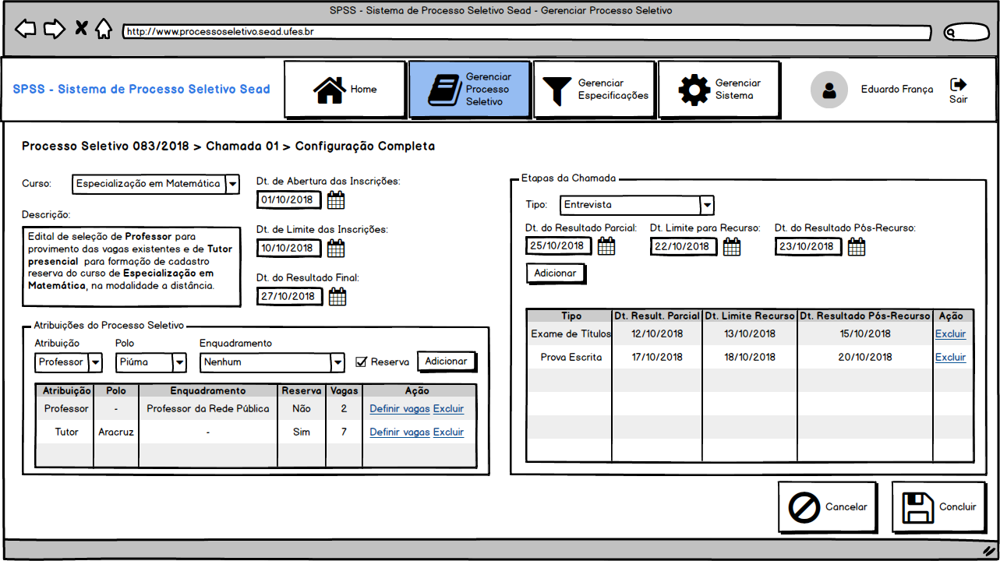 SPSS - Sistema de Processo Seletivo Sead - Gerenciar Processo Seletivo
http://www.processoseletivo.sead.ufes.br
SPSS - Sistema de Processo Seletivo Sead
Home
Gerenciar
Processo
Seletivo
Gerenciar
Especificações
Gerenciar
Sistema
Eduardo França
Sair
Processo Seletivo 083/2018 > Chamada 01 > Configuração Completa
Curso:
Especialização em Matemática
Descrição:
Edital de seleção de Professor para
provimento das vagas existentes e de Tutor
presencial para formação de cadastro
reserva do curso de Especialização em
Matemática, na modalidade a distância.
Dt. de Abertura das Inscrições:
01/10/2018
Dt. de Limite das Inscrições:
10/10/2018
Dt. do Resultado Final:
27/10/2018
Atribuições do Processo Seletivo
Atribuição Polo Enquadramento
Professor Piúma Nenhum Reserva Adicionar
Atribuição Polo Enquadramento Reserva Vagas Ação
Professor - Professor da Rede Pública Não 2 Definir vagas Excluir
Tutor Aracruz - Sim 7 Definir vagas Excluir
Etapas da Chamada
Tipo: Entrevista
Dt. do Resultado Parcial: Dt. Limite para Recurso: Dt. do Resultado Pós-Recurso:
25/10/2018 22/10/2018 23/10/2018
Adicionar
Tipo Dt. Result. Parcial Dt. Limite Recurso Dt. Resultado Pós-Recurso Ação
Exame de Títulos 12/10/2018 13/10/2018 15/10/2018 Excluir
Prova Escrita 17/10/2018 18/10/2018 20/10/2018 Excluir
Cancelar
Concluir